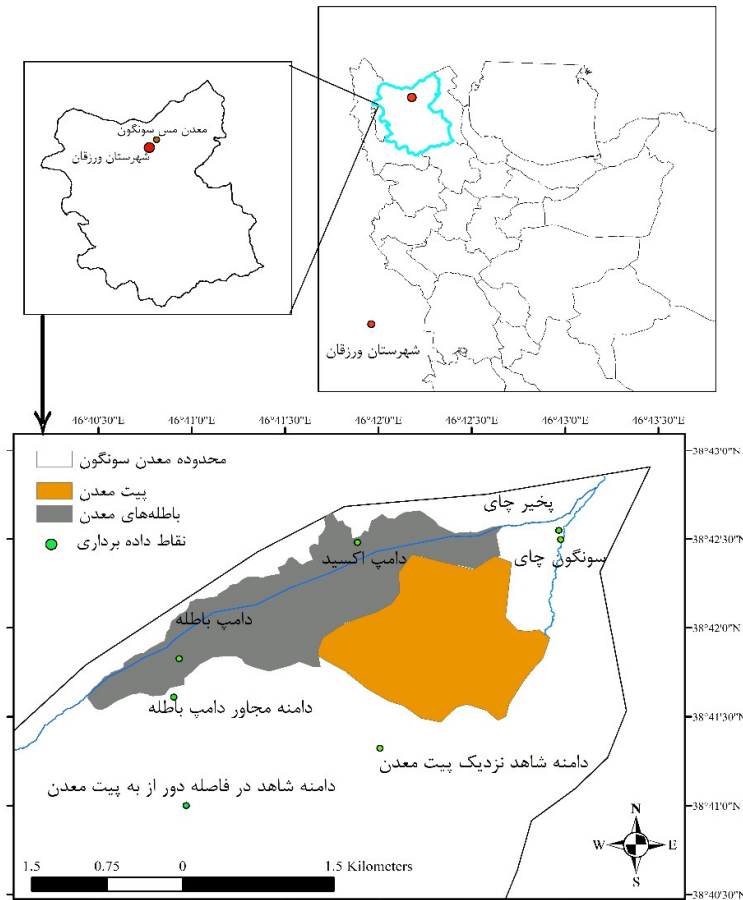 معدن مس سونگون
شهرستان ورزقان
شهرستان ورزقان
46°40'30"E
46°41'0"E
46°41'30"E
46°42'0"E
46°42'30"E
46°43'0"E
46°43'30"E
محدوده معدن سونگون
پیت معدن
باطله‌های معدن
نقاط داده برداری
پخیر چای
سونگون چای
دامپ اکسید
دامپ باطله
دامنه مجاور دامپ باطله
دامنه شاهد نزدیک پیت معدن
دامنه شاهد در فاصله دور از به پیت معدن
38°43'0"N
38°42'30"N
38°42'0"N
38°41'30"N
38°41'0"N
38°40'30"N
N
W E
S
1.5 0.75 0 1.5 Kilometers